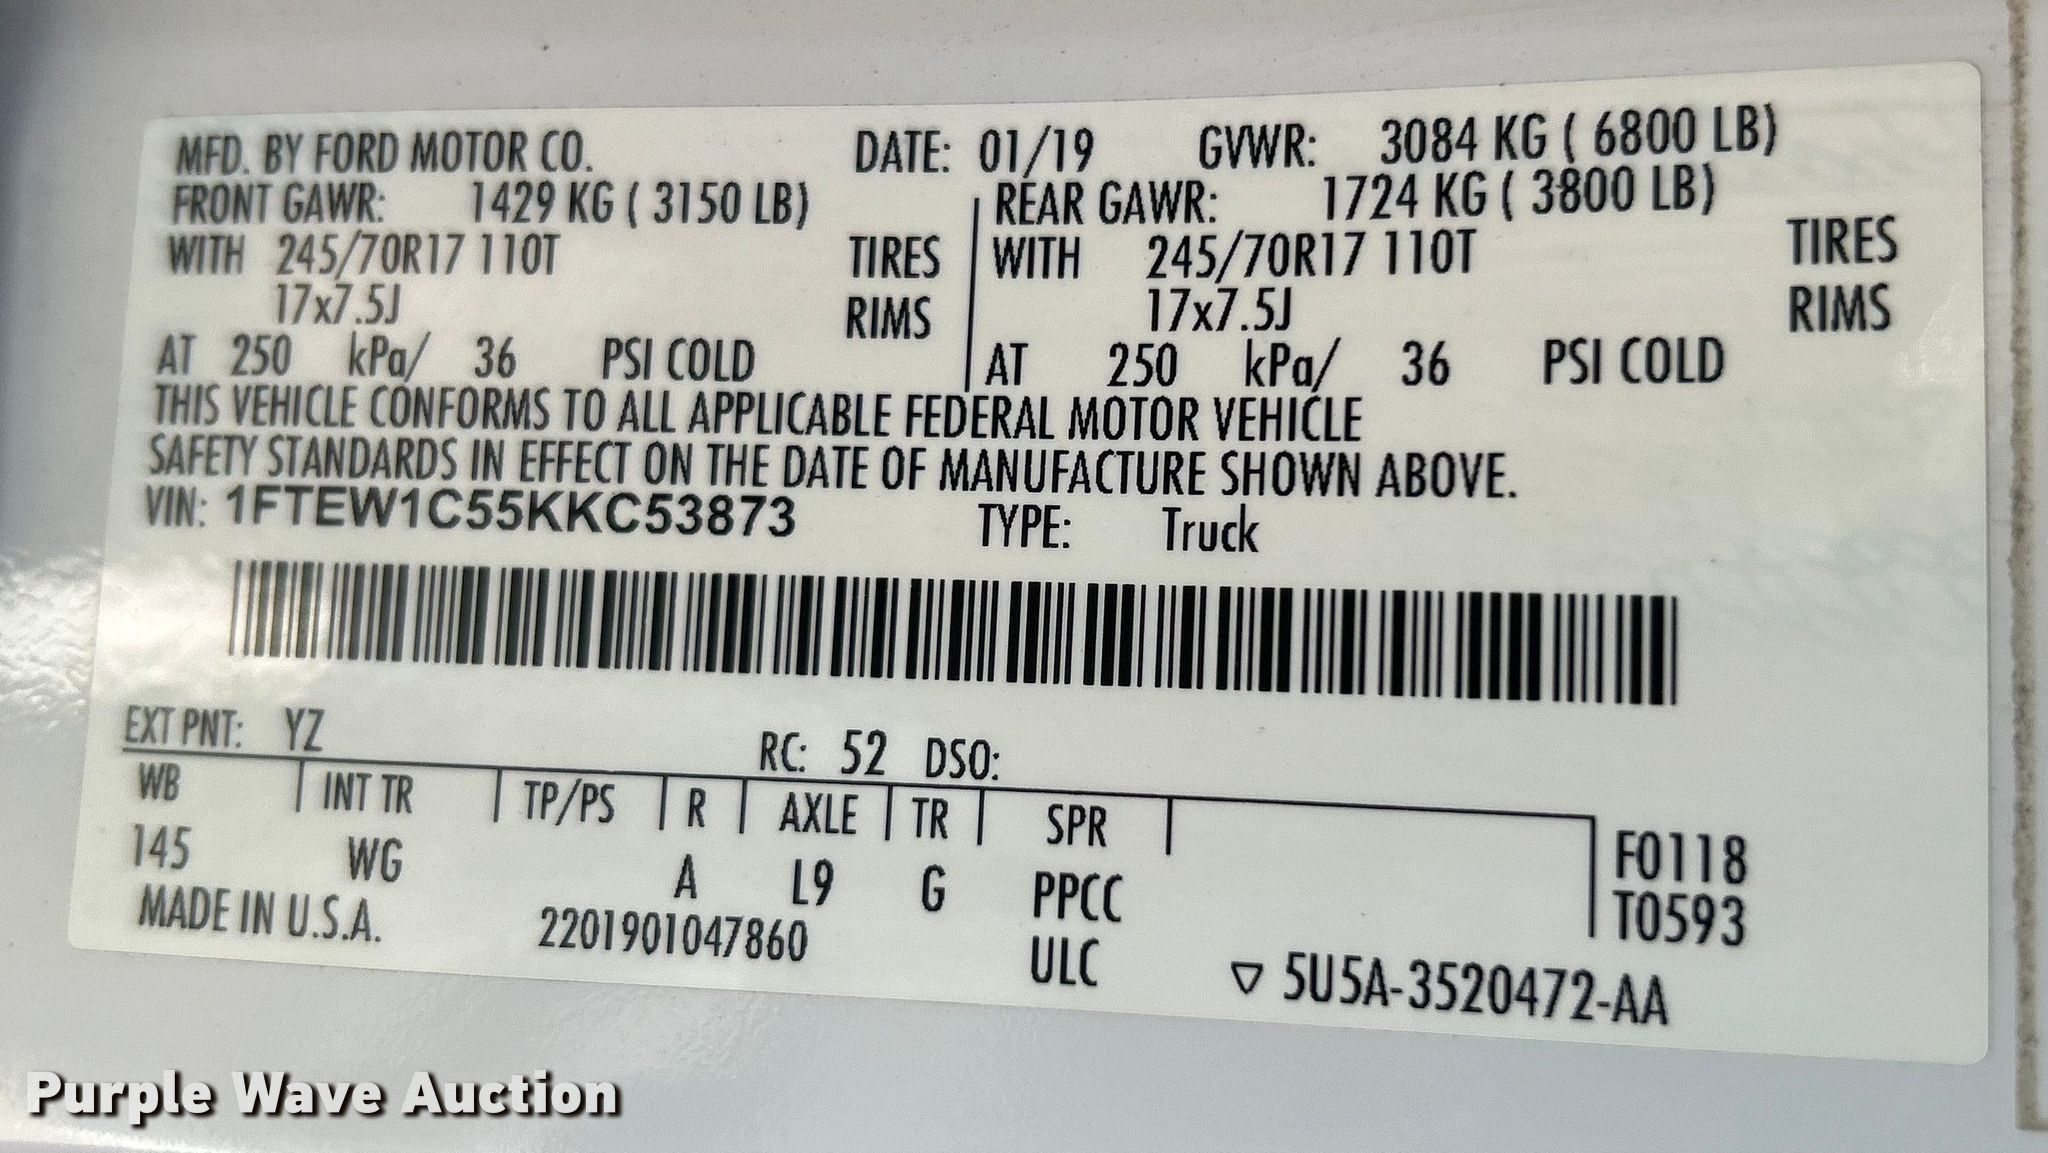 MFD. BY FORD MOTOR CO. DATE: 01/19 GVWR: 3084 KG ( 6800 LB)
FRONT GAWR: 1429 KG ( 3150 LB) REAR GAWR: 1724 KG ( 3800 LB)
WITH 245/70R17 110T TIRES WITH 245/70R17 110T TIRES
17x7.5J RIMS 17x7.5J RIMS
AT 250 kPa/ 36 PSI COLD AT 250 kPa/ 36 PSI COLD
THIS VEHICLE CONFORMS TO ALL APPLICABLE FEDERAL MOTOR VEHICLE
SAFETY STANDARDS IN EFFECT ON THE DATE OF MANUFACTURE SHOWN ABOVE.
VIN: 1FTEW1C55KKC53873 TYPE: Truck
EXT PNT: YZ RC: 52 DSO:
WB INT TR TP/PS R AXLE TR SPR F0118
145 WG A L9 G PPCC T0593
MADE IN U.S.A. 2201901047860 ULC ▽ 5U5A-3520472-AA
Purple Wave Auction